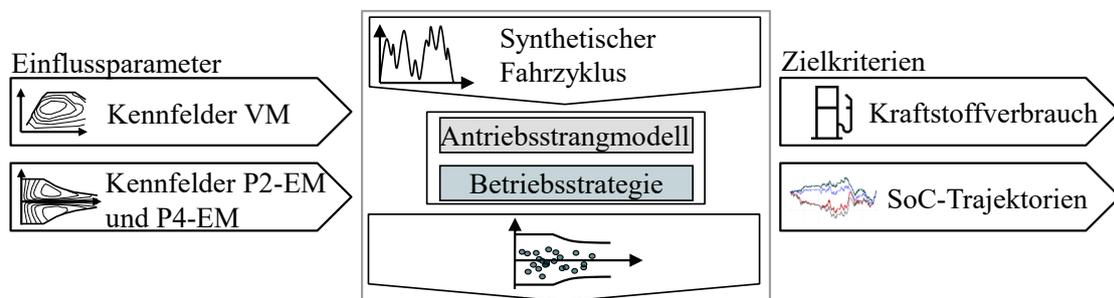 Einflussparameter
Kennfelder VM
Kennfelder P2-EM
und P4-EM
Synthetischer
Fahrzyklus
Antriebsstrangmodell
Betriebsstrategie
Zielkriterien
Kraftstoffverbrauch
SoC-Trajektorien